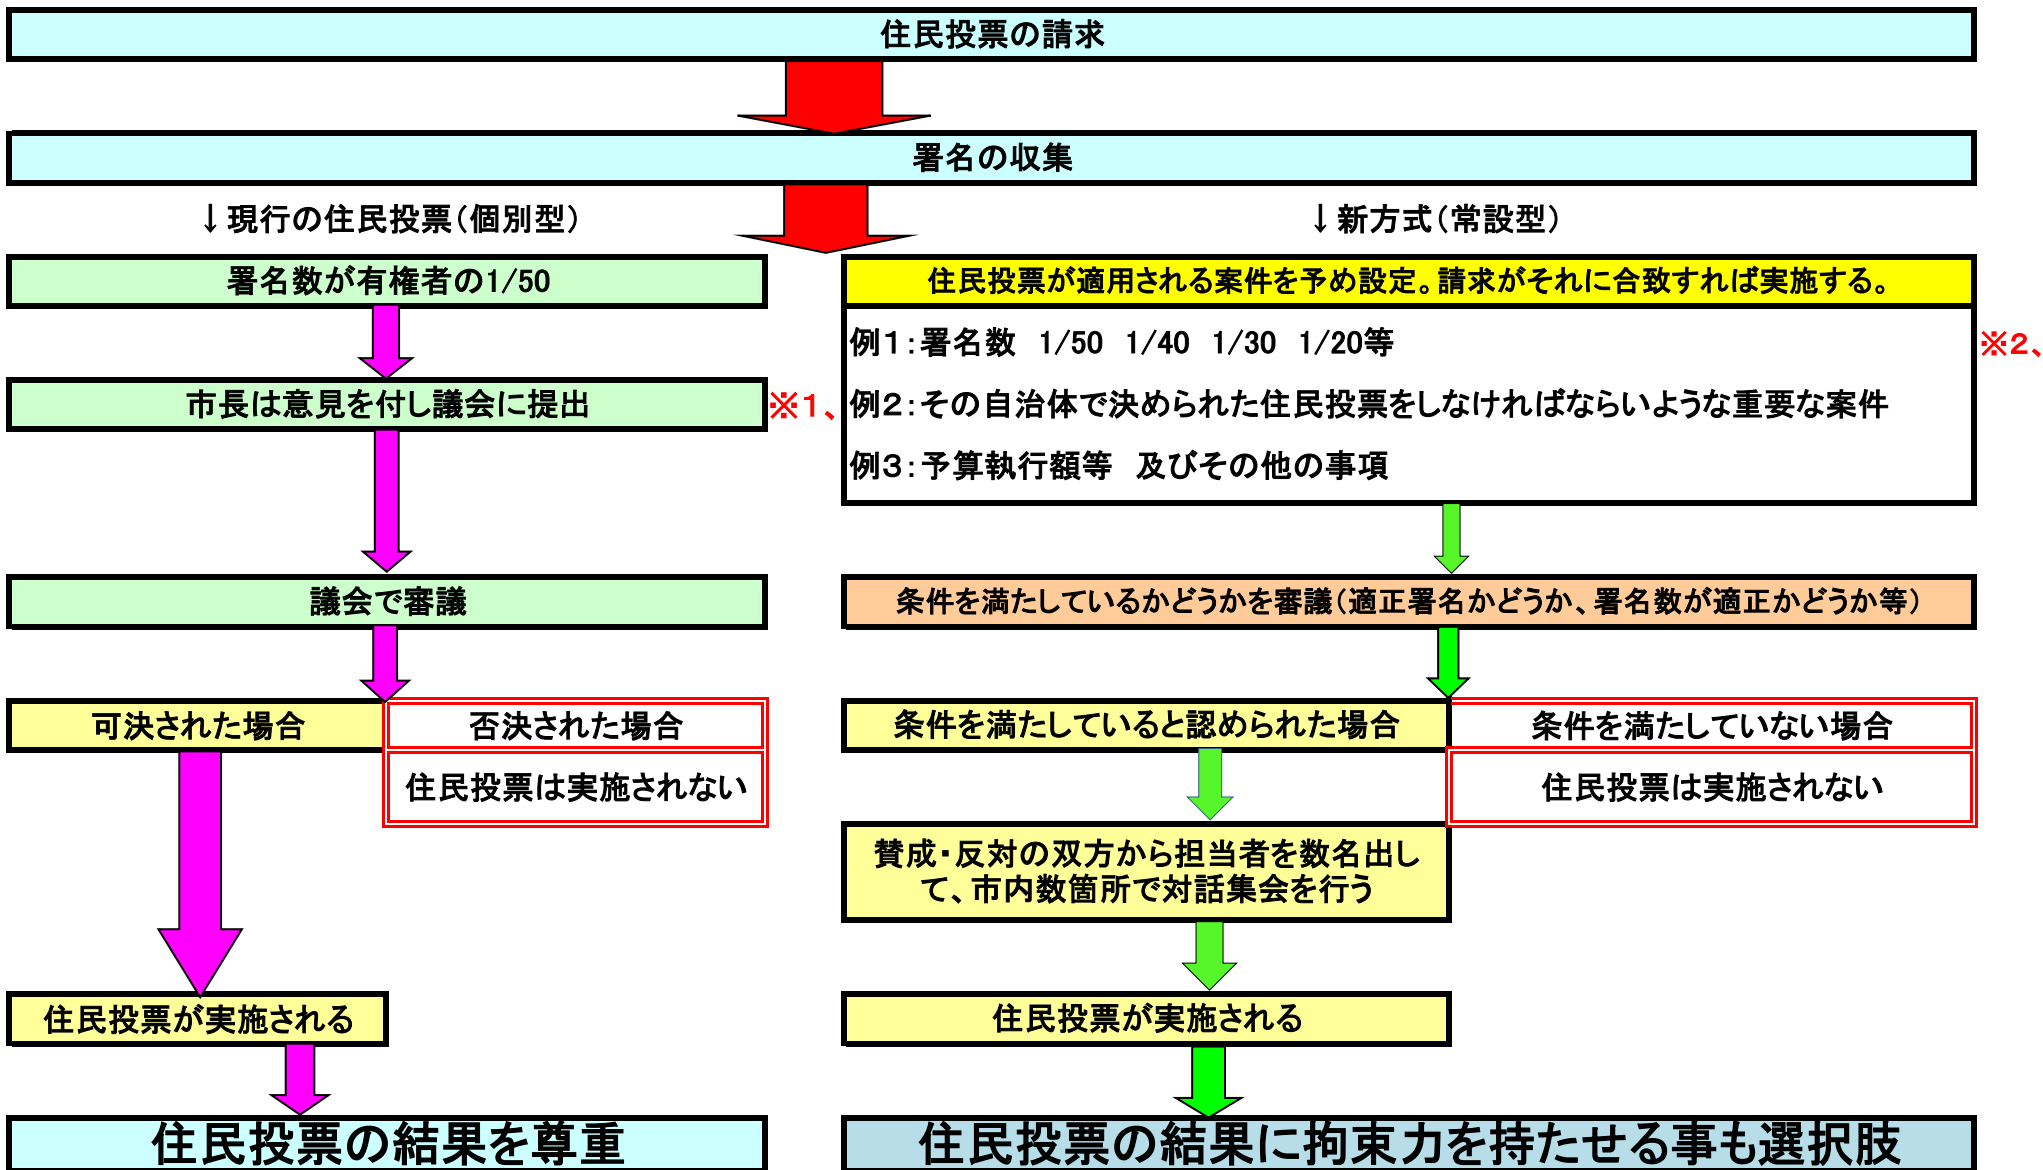 住民投票の請求
署名の収集
↓現行の住民投票（個別型）
↓新方式（常設型）
署名数が有権者の1/50
市長は意見を付し議会に提出
※1、
議会で審議
可決された場合
否決された場合
住民投票は実施されない
住民投票が実施される
住民投票の結果を尊重
住民投票が適用される案件を予め設定。請求がそれに合致すれば実施する。
例１：署名数　1/50　1/40　1/30　1/20等
※2、
例２：その自治体で決められた住民投票をしなければならいような重要な案件
例３：予算執行額等　及びその他の事項
条件を満たしているかどうかを審議（適正署名かどうか、署名数が適正かどうか等）
条件を満たしていると認められた場合
条件を満たしていない場合
住民投票は実施されない
賛成・反対の双方から担当者を数名出し
て、市内数箇所で対話集会を行う
住民投票が実施される
住民投票の結果に拘束力を持たせる事も選択肢